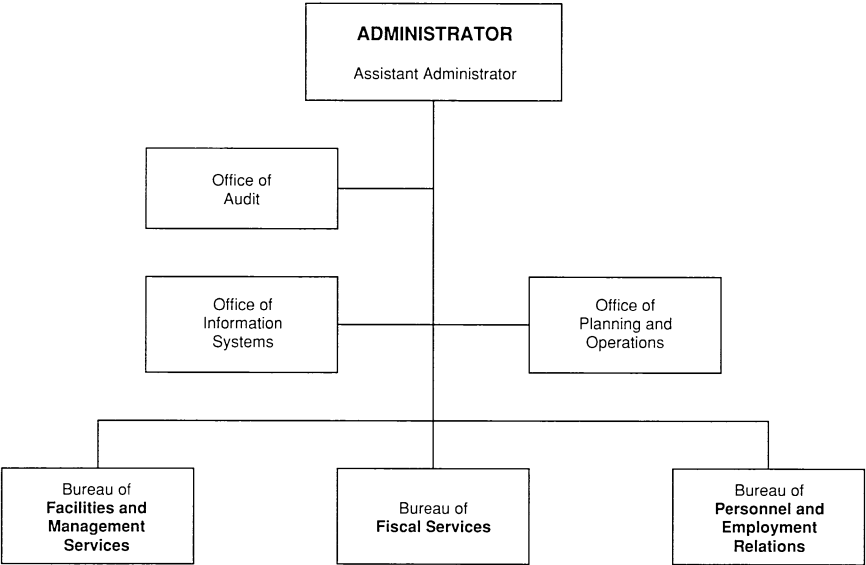 ADMINISTRATOR
Assistant Administrator
Office of
Audit
Office of
Information
Systems
Office of
Planning and
Operations
Bureau of
Facilities and
Management
Services
Bureau of
Fiscal Services
Bureau of
Personnel and
Employment
Relations